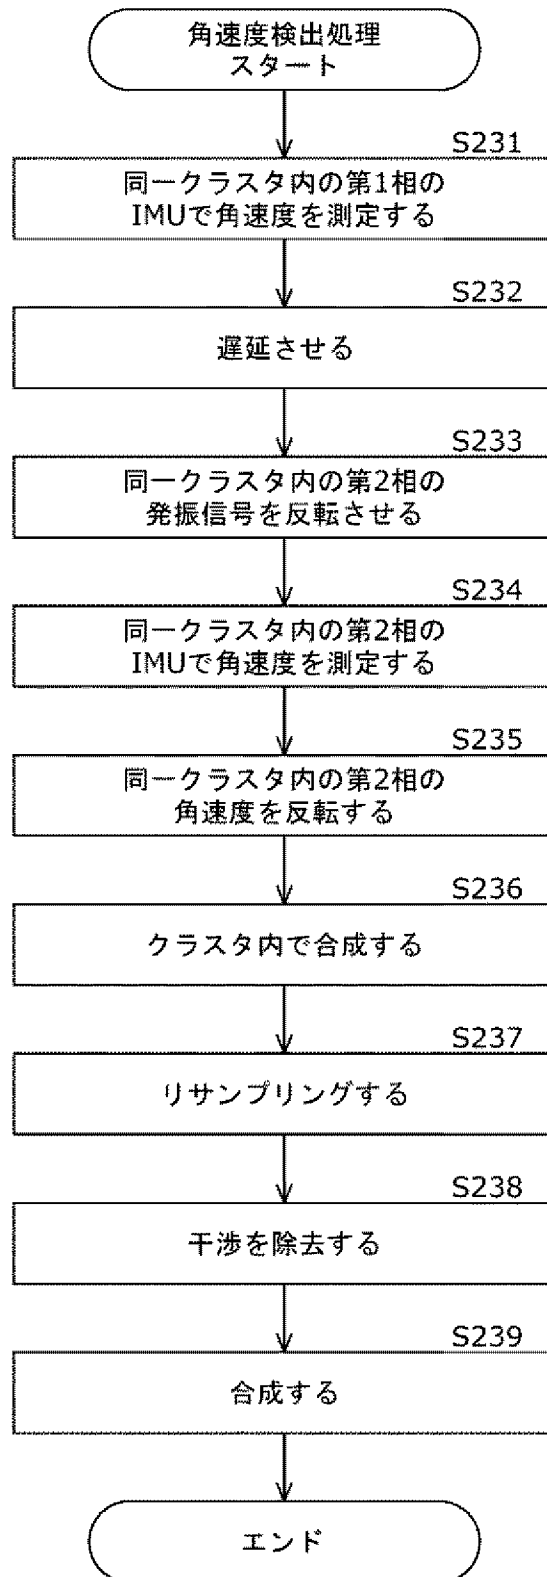 角速度検出処理
スタート
S231
同一クラスタ内の第1相の
IMUで角速度を測定する
S232
遅延させる
S233
同一クラスタ内の第2相の
発振信号を反転させる
S234
同一クラスタ内の第2相の
IMUで角速度を測定する
S235
同一クラスタ内の第2相の
角速度を反転する
S236
クラスタ内で合成する
S237
リサンプリングする
S238
干渉を除去する
S239
合成する
エンド